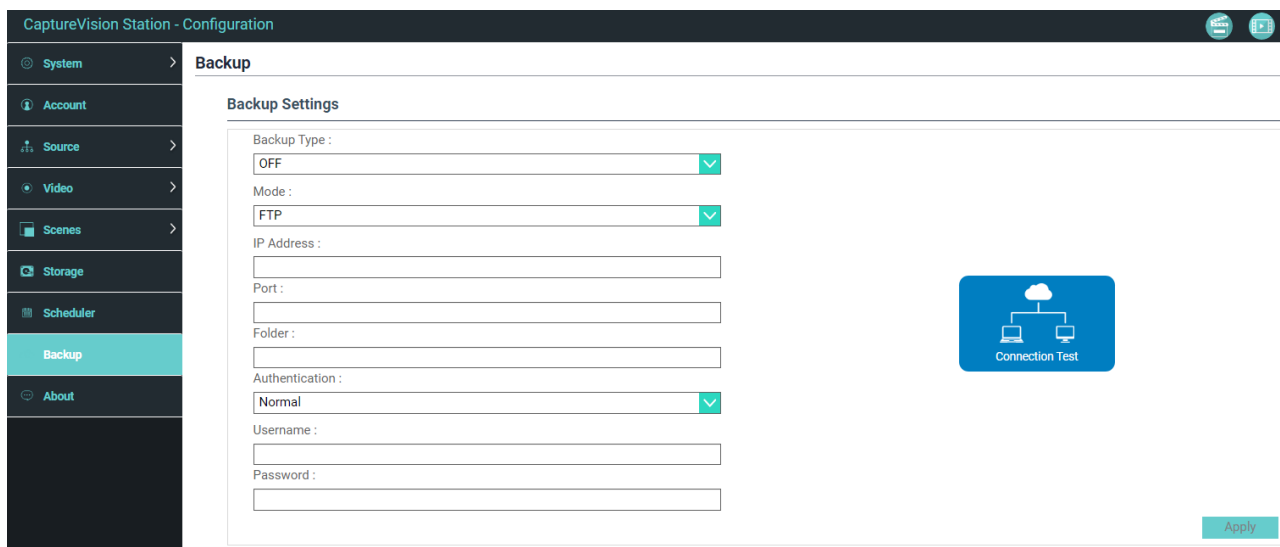 CaptureVision Station - Configuration
System
Account
Source
Video
Scenes
Storage
Scheduler
Backup
About
Backup
Backup Settings
Backup Type :
OFF
Mode :
FTP
IP Address :
Port :
Folder :
Authentication :
Normal
Username :
Password :
Connection Test
Apply